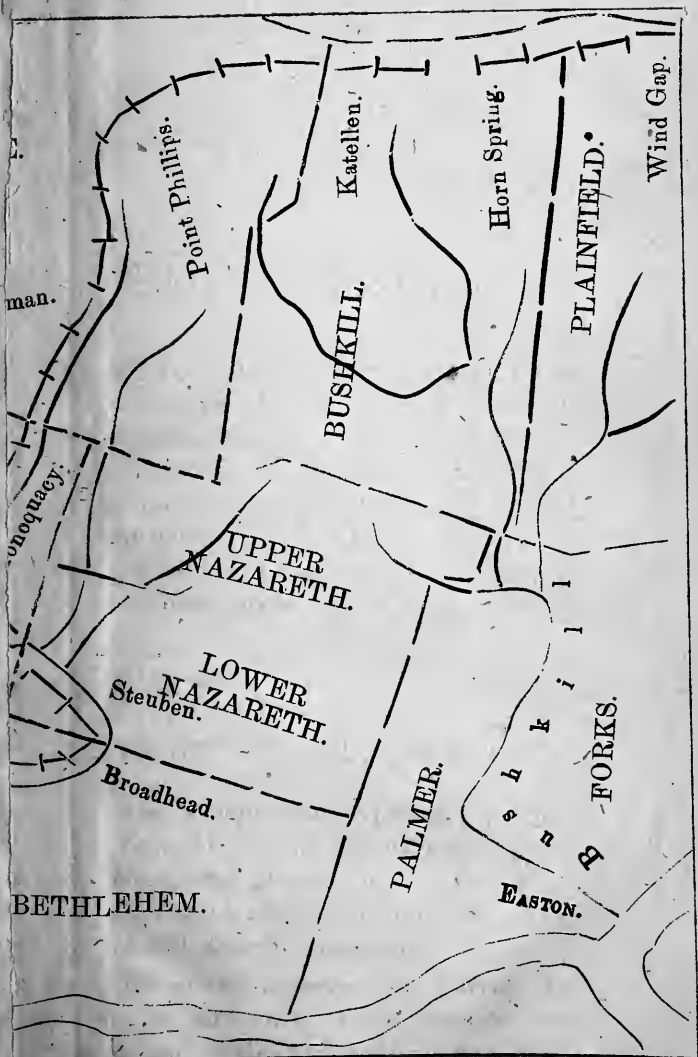 Wind Gap.
Point Phillips.
Katellen.
Horn Spring.
PLAINFIELD.
man.
BUSHKILL.
onoquacy.
UPPER
NAZARETH.
LOWER
NAZARETH.
Steuben.
Broadhead.
PALMER.
Bushkill
FORKS.
EASTON.
BETHLEHEM.